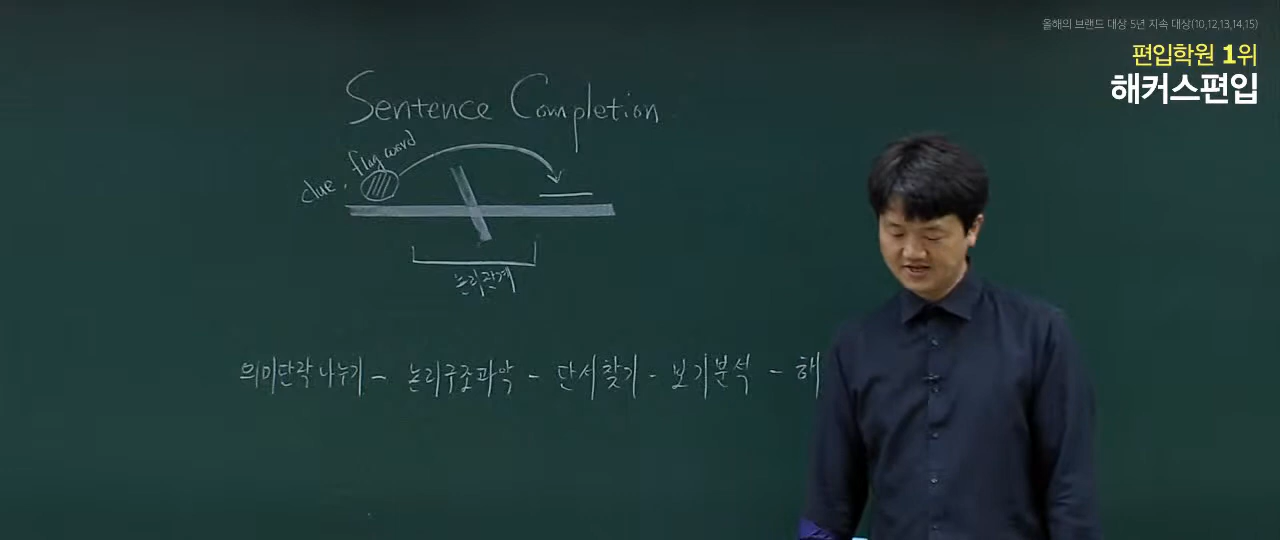 올해의 브랜드 대상 5년 지속 대상(10,12,13,14,15)
편입학원 1위
해커스편입
Sentence Completion
clue, flag word
논리관계
의미단락 나누기 - 논리구조파악 - 단서찾기 - 보기분석 - 해